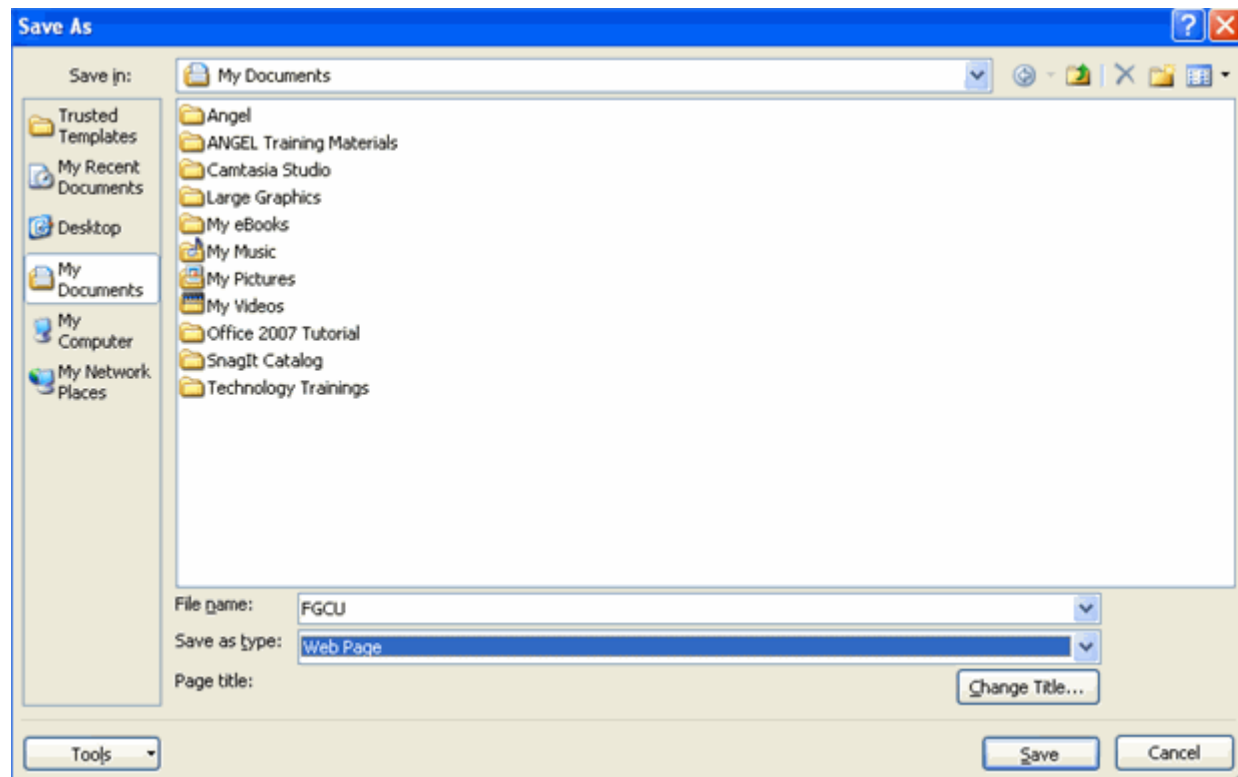 Save As
Save in:
My Documents
Trusted
Templates
My Recent
Documents
Desktop
My
Documents
My
Computer
My Network
Places
Angel
ANGEL Training Materials
Camtasia Studio
Large Graphics
My eBooks
My Music
My Pictures
My Videos
Office 2007 Tutorial
SnagIt Catalog
Technology Trainings
File name:
FGCU
Save as type:
Web Page
Page title:
Change Title...
Tools
Save
Cancel